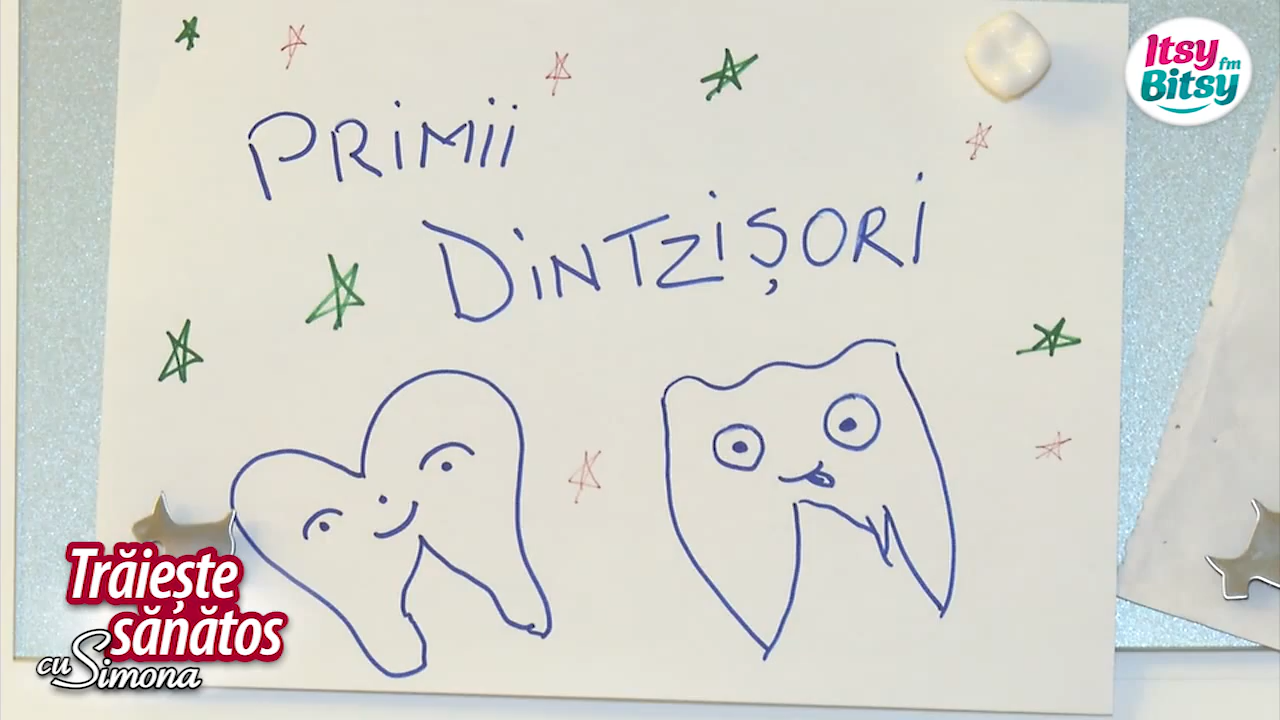 PRIMII
DINTZIȘORI
Itsy
fm
Bitsy
Trăiește
sănătos
cu Simona